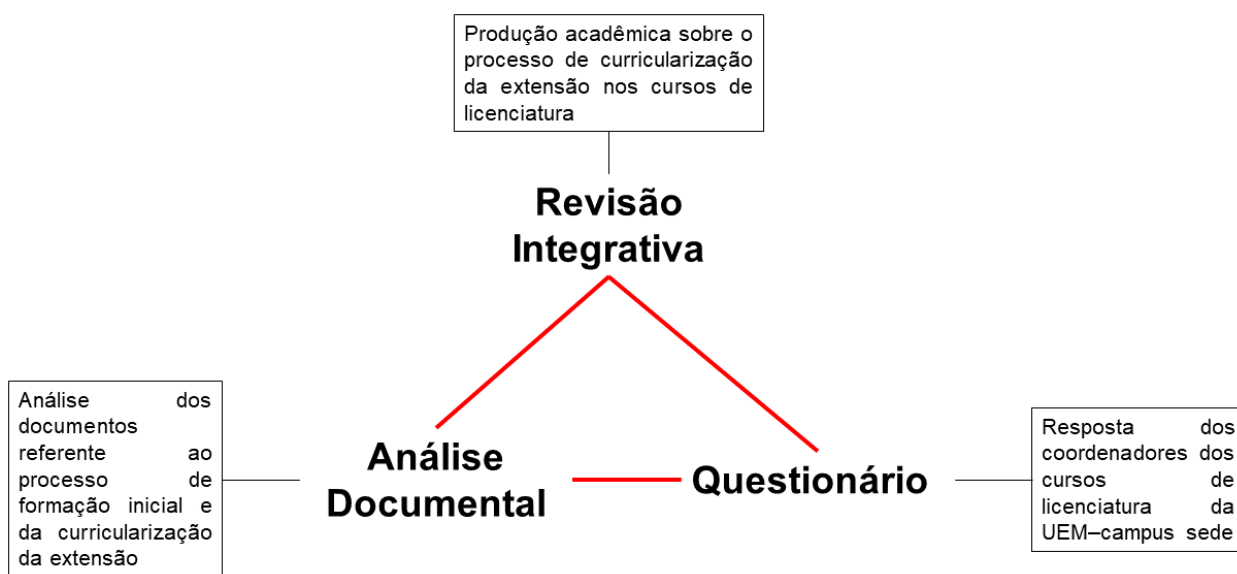 Produção acadêmica sobre o
processo de curricularização
da extensão nos cursos de
licenciatura
Revisão
Integrativa
Análise dos
documentos
referente ao
processo de
formação inicial e
da curricularização
da extensão
Análise
Documental
Questionário
Resposta dos
coordenadores dos
cursos de
licenciatura da
UEM–campus sede